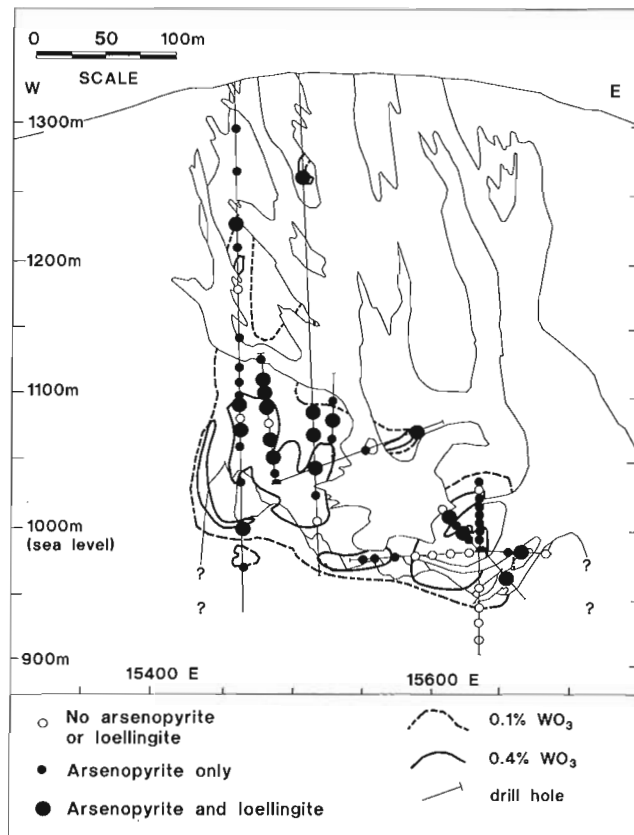 0 50 100m
SCALE
W E
1300m
1200m
1100m
1000m
(sea level)
? ?
? ?
900m
15400 E 15600 E
No arsenopyrite
or loellingite
Arsenopyrite only
Arsenopyrite and loellingite
0.1% WO₃
0.4% WO₃
drill hole